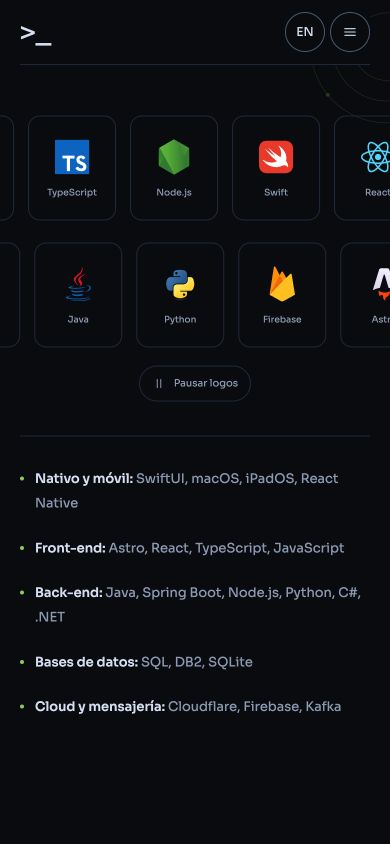 >_
EN
TS
TypeScript
Node.js
Swift
React
Java
Python
Firebase
Pausar logos
• Nativo y móvil: SwiftUI, macOS, iPadOS, React
Native
• Front-end: Astro, React, TypeScript, JavaScript
• Back-end: Java, Spring Boot, Node.js, Python, C#,
.NET
• Bases de datos: SQL, DB2, SQLite
• Cloud y mensajería: Cloudflare, Firebase, Kafka